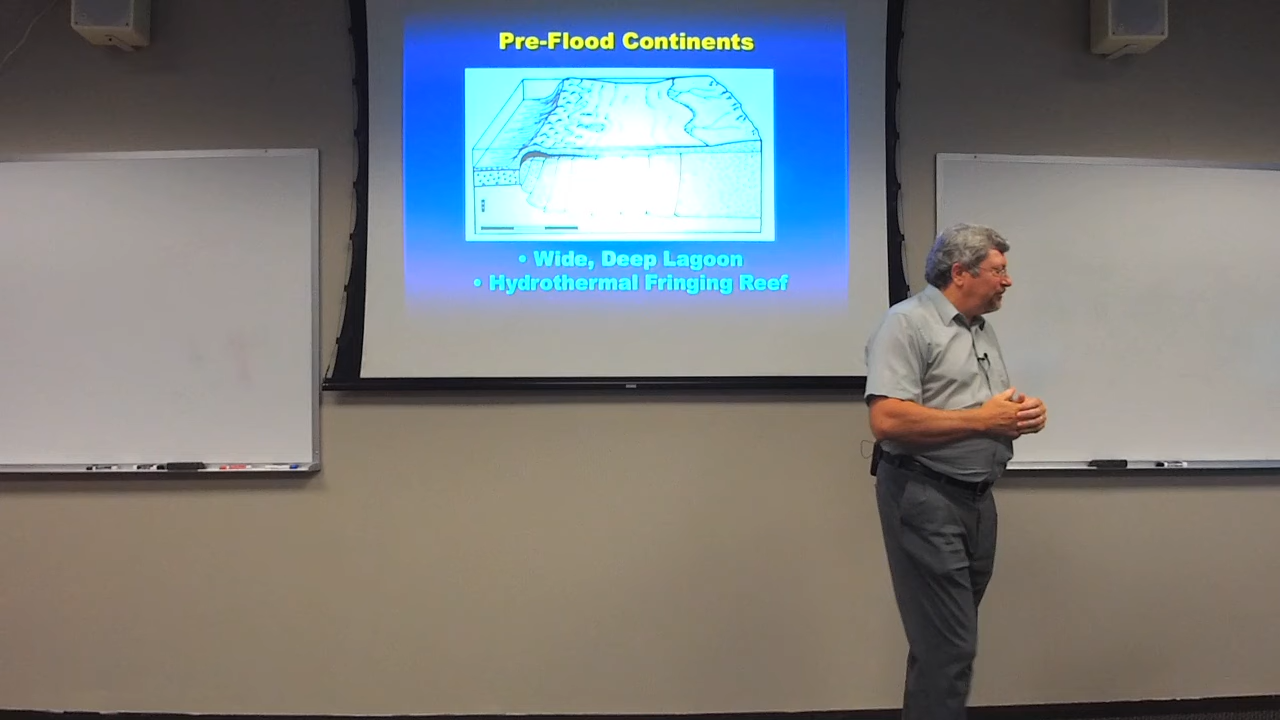 Pre-Flood Continents
• Wide, Deep Lagoon
• Hydrothermal Fringing Reef